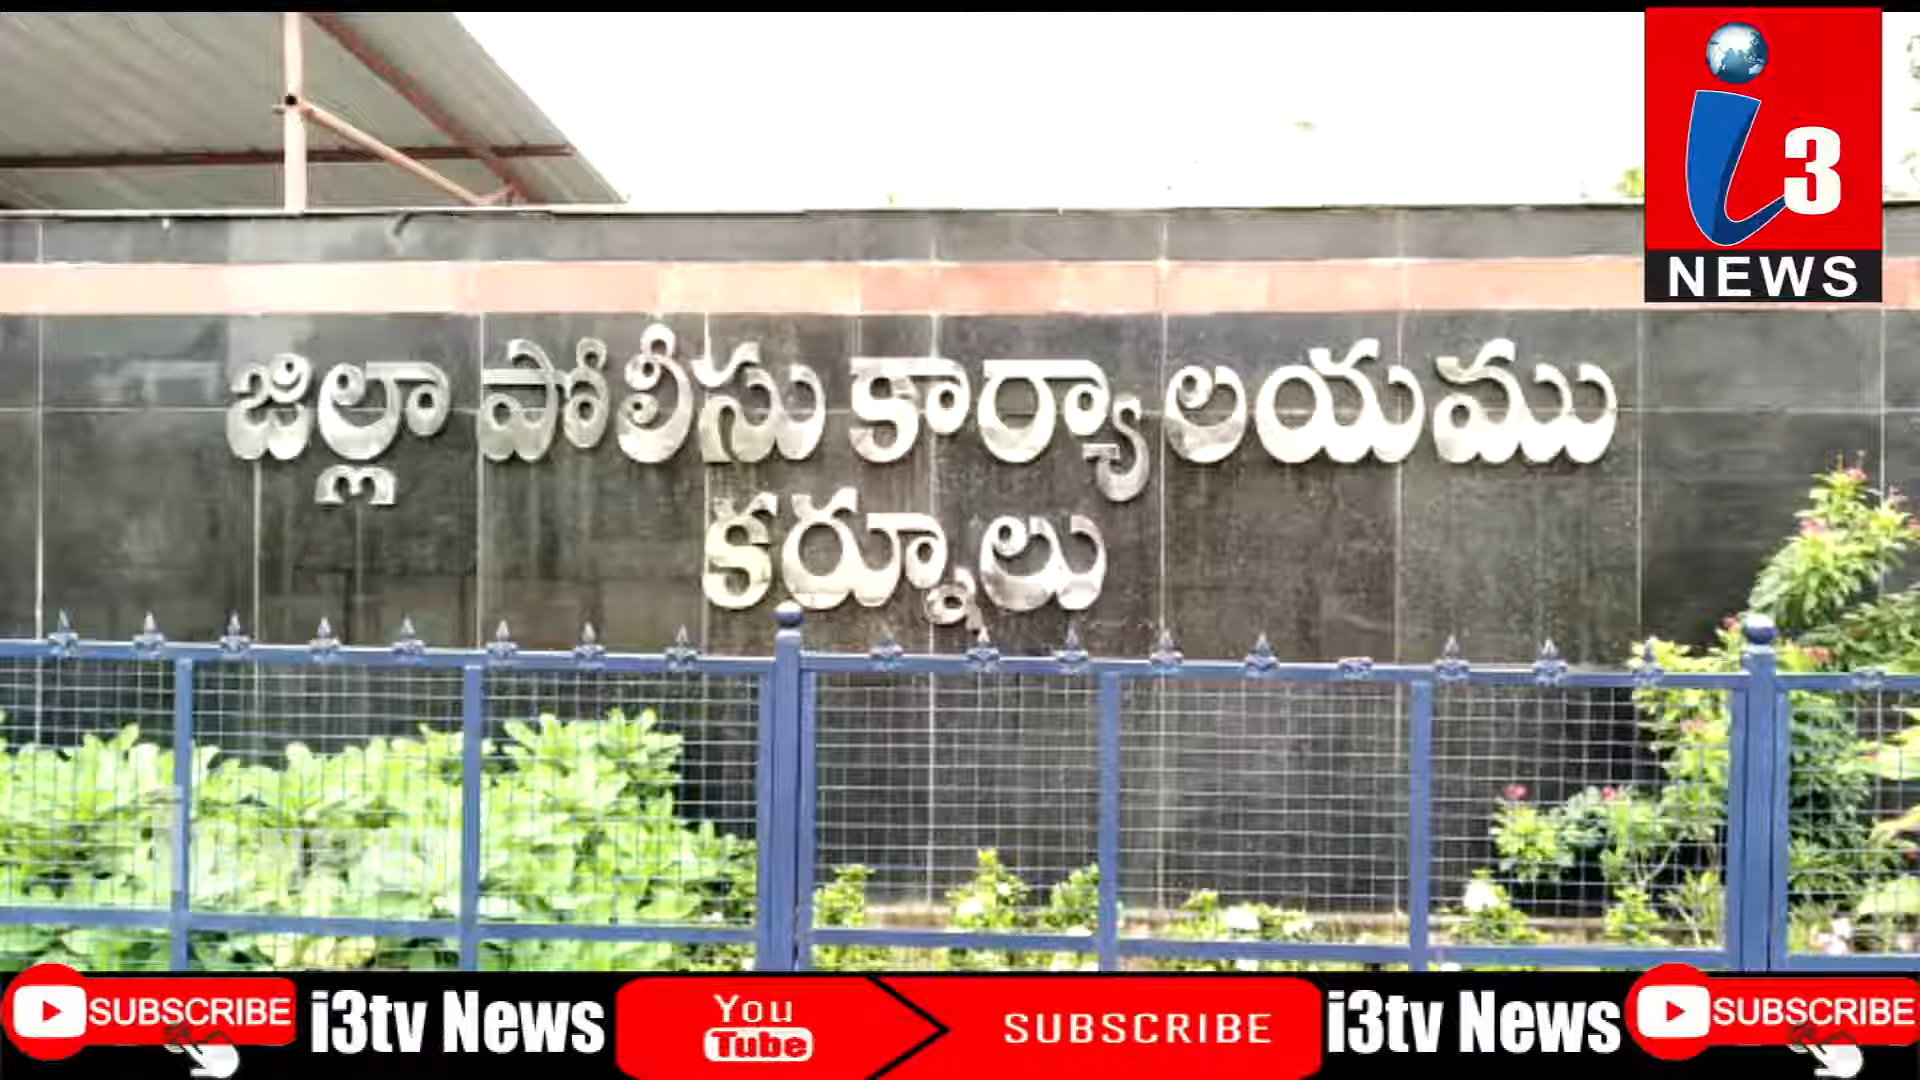 i3
NEWS
జిల్లా పోలీసు కార్యాలయము
కర్నూలు
SUBSCRIBE i3tv News You Tube SUBSCRIBE i3tv News SUBSCRIBE